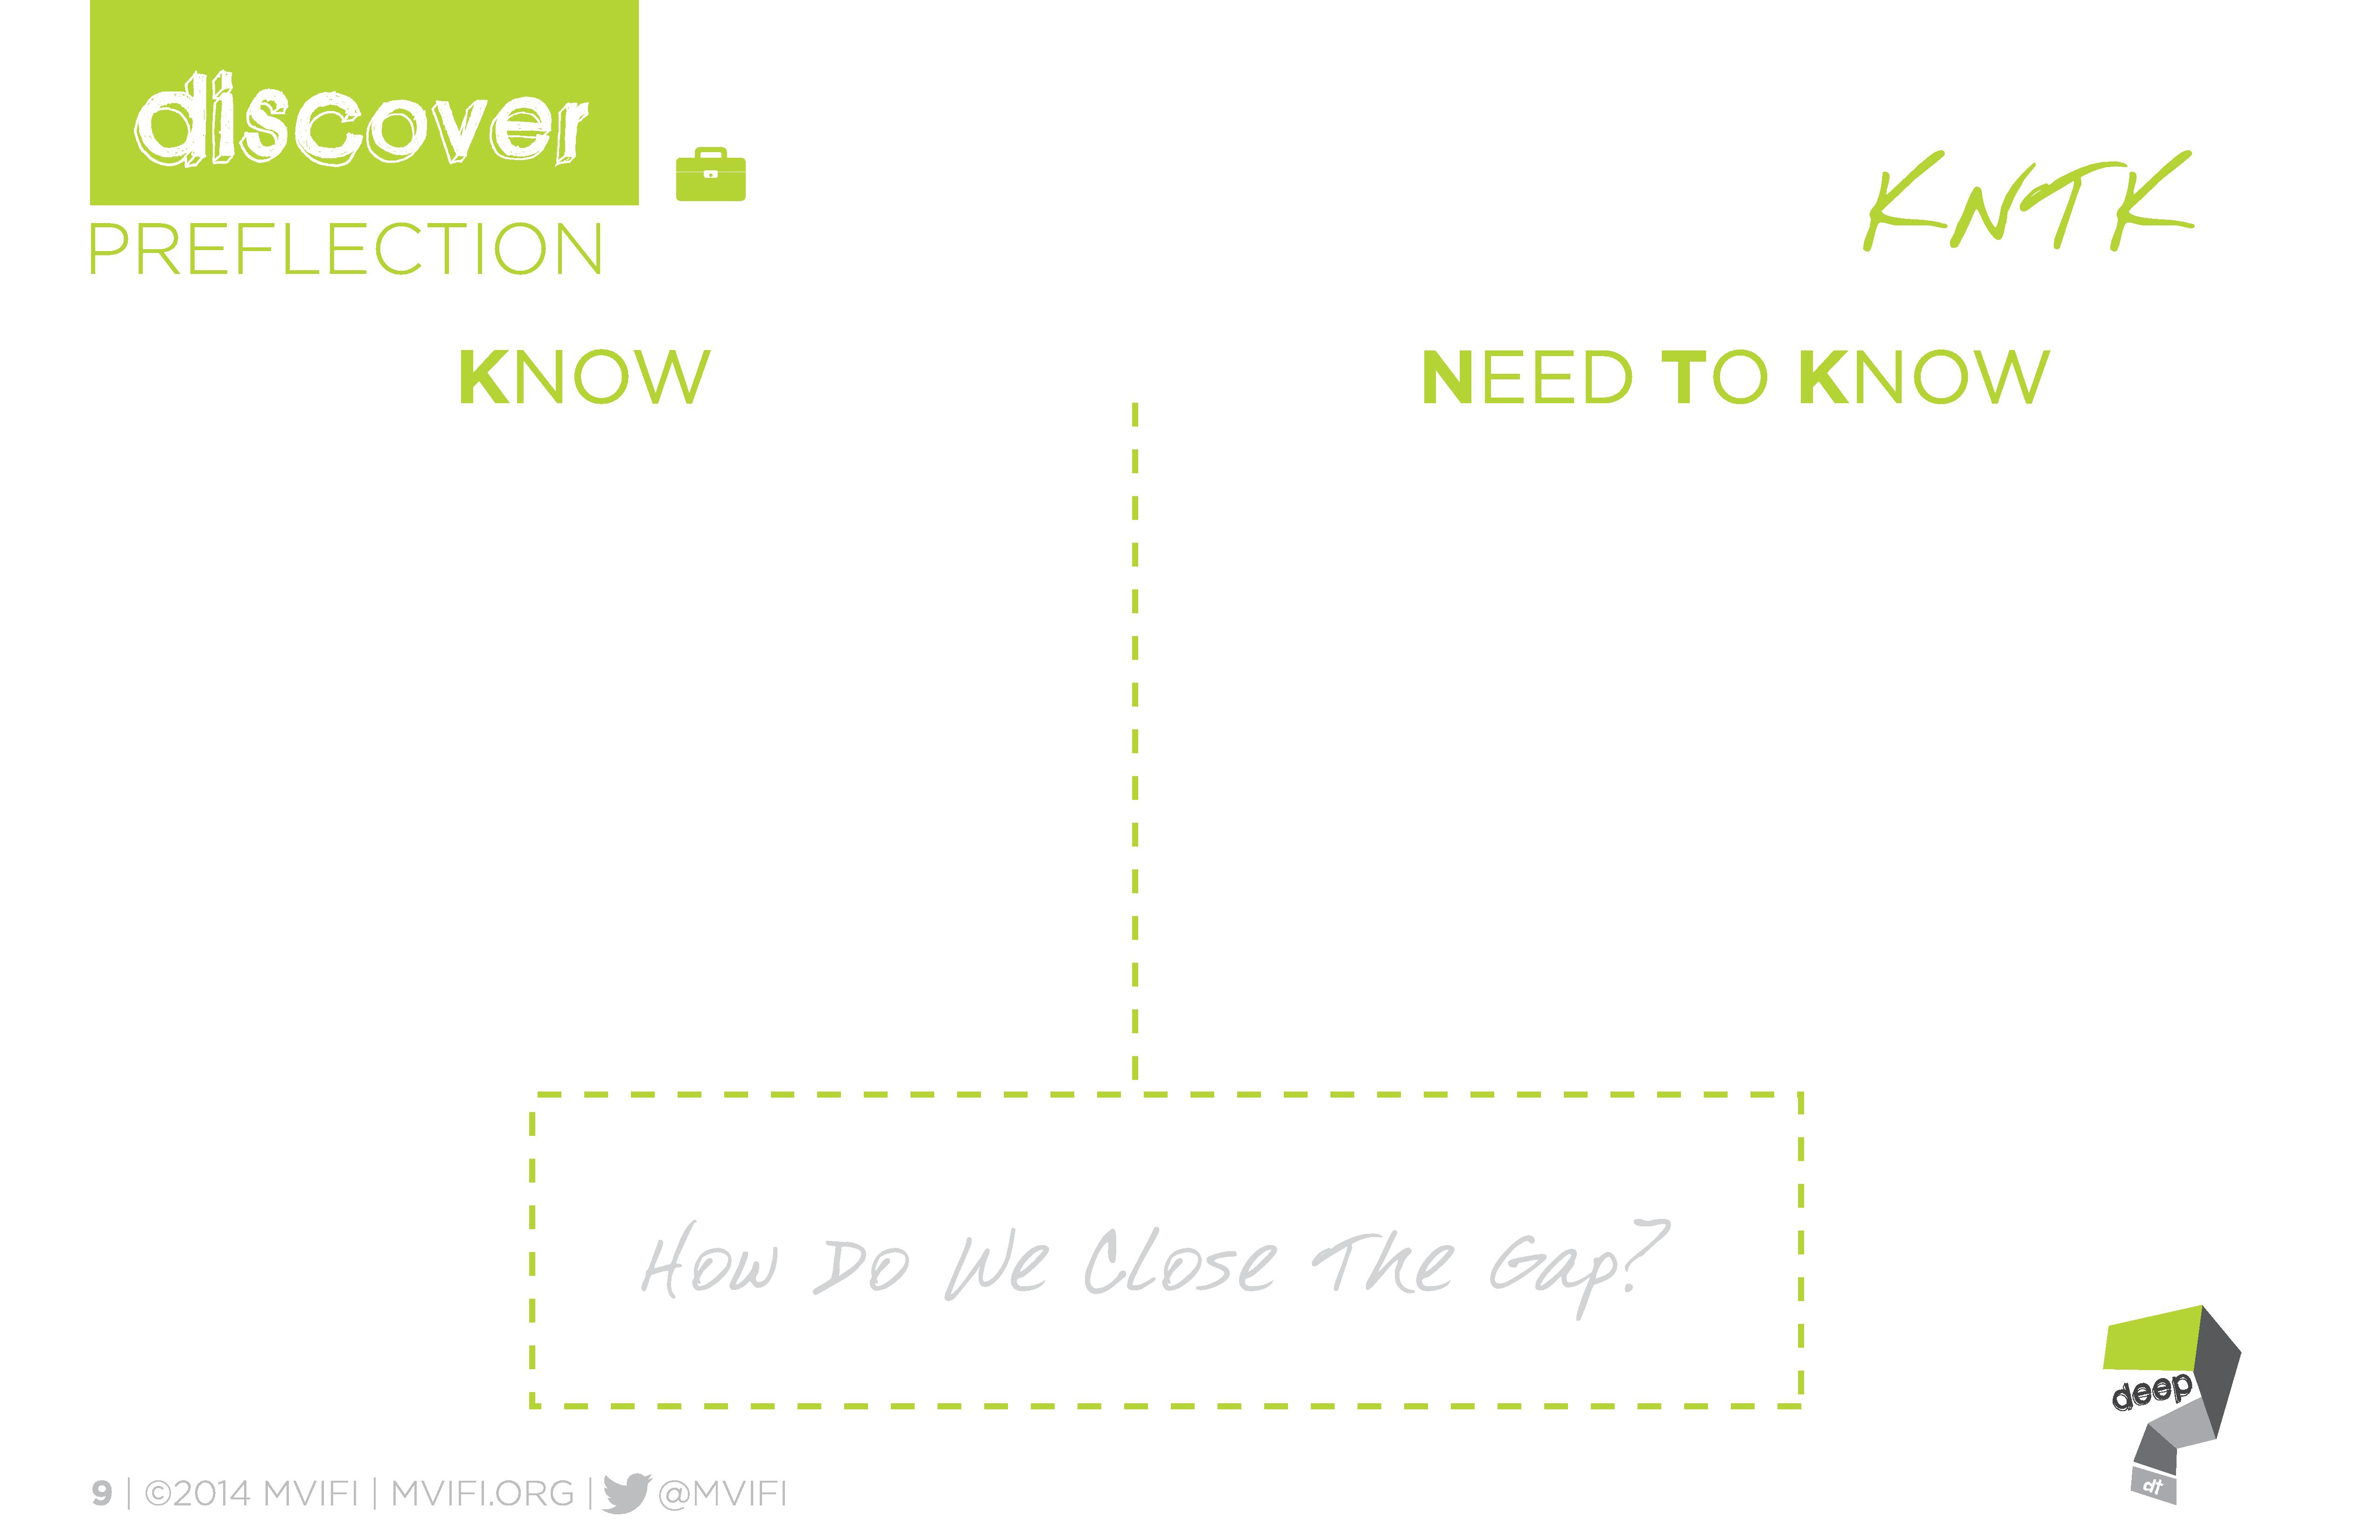 discover
PREFLECTION
KNTK
KNOW
NEED TO KNOW
How Do We Close The Gap?
deep
dt
9 | ©2014 MVIFI | MVIFI.ORG | @MVIFI